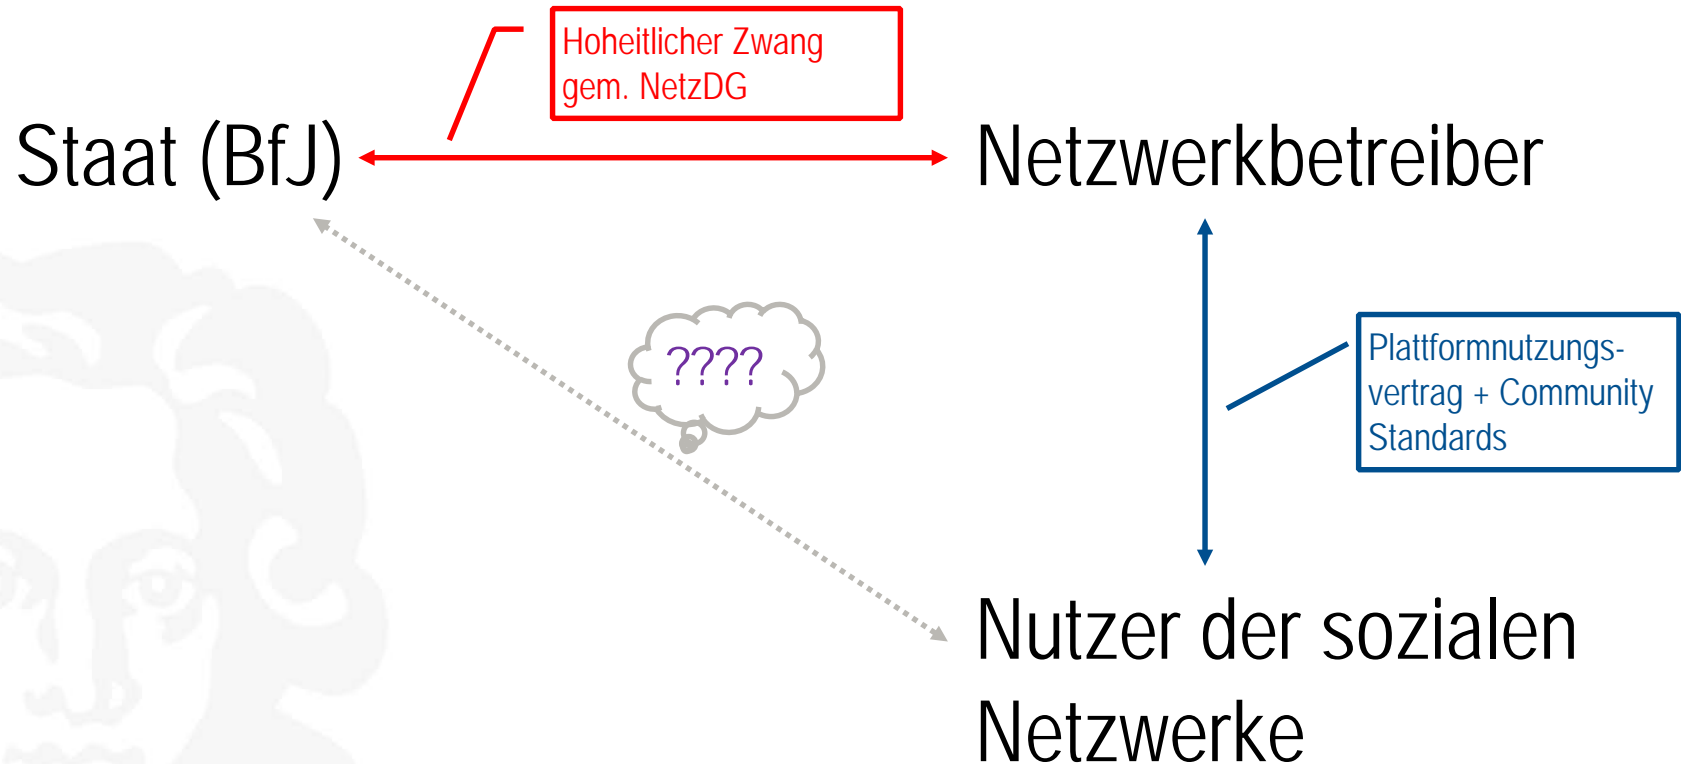 Hoheitlicher Zwang
gem. NetzDG
Staat (BfJ)
Netzwerkbetreiber
????
Plattformnutzungs-
vertrag + Community
Standards
Nutzer der sozialen
Netzwerke